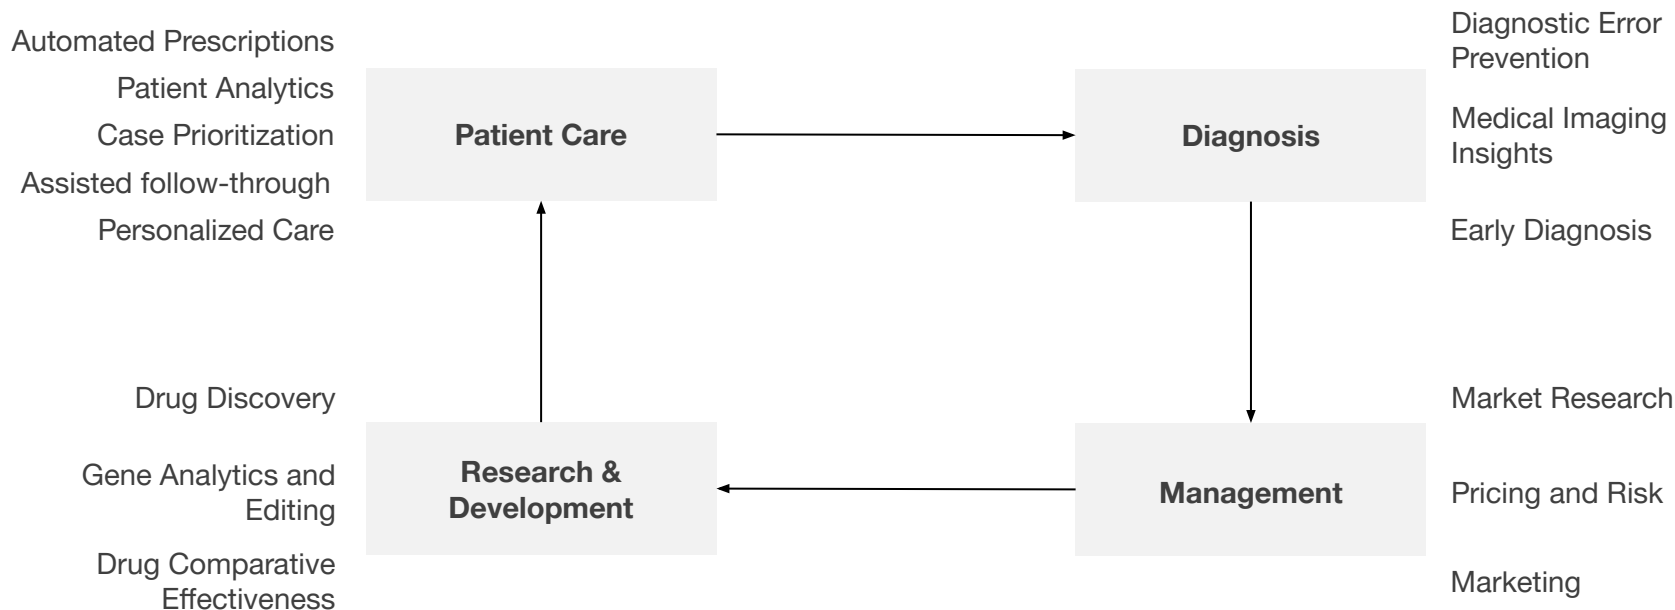 Automated Prescriptions
Patient Analytics
Case Prioritization
Assisted follow-through
Personalized Care
Patient Care
Diagnosis
Diagnostic Error
Prevention
Medical Imaging
Insights
Early Diagnosis
Drug Discovery
Gene Analytics and
Editing
Drug Comparative
Effectiveness
Research &
Development
Management
Market Research
Pricing and Risk
Marketing